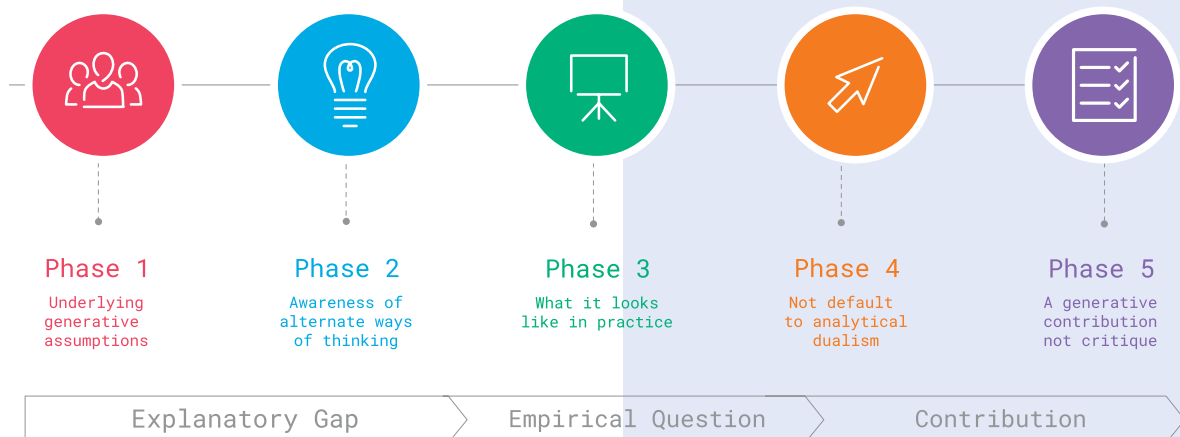 Phase 1
Underlying
generative
assumptions
Phase 2
Awareness of
alternate ways
of thinking
Phase 3
What it looks
like in practice
Phase 4
Not default
to analytical
dualism
Phase 5
A generative
contribution
not critique
Explanatory Gap
Empirical Question
Contribution